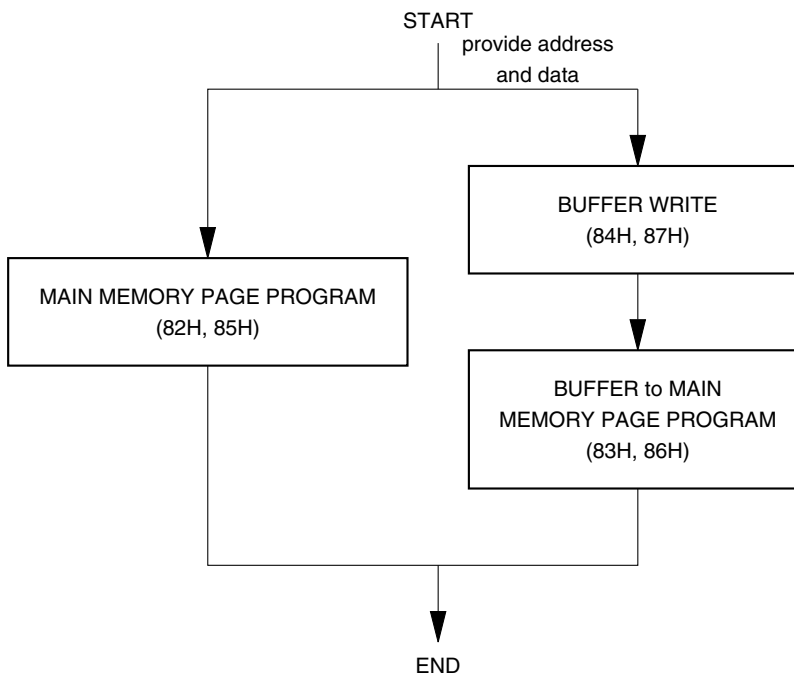 START
provide address
and data
BUFFER WRITE
(84H, 87H)
MAIN MEMORY PAGE PROGRAM
(82H, 85H)
BUFFER to MAIN
MEMORY PAGE PROGRAM
(83H, 86H)
END